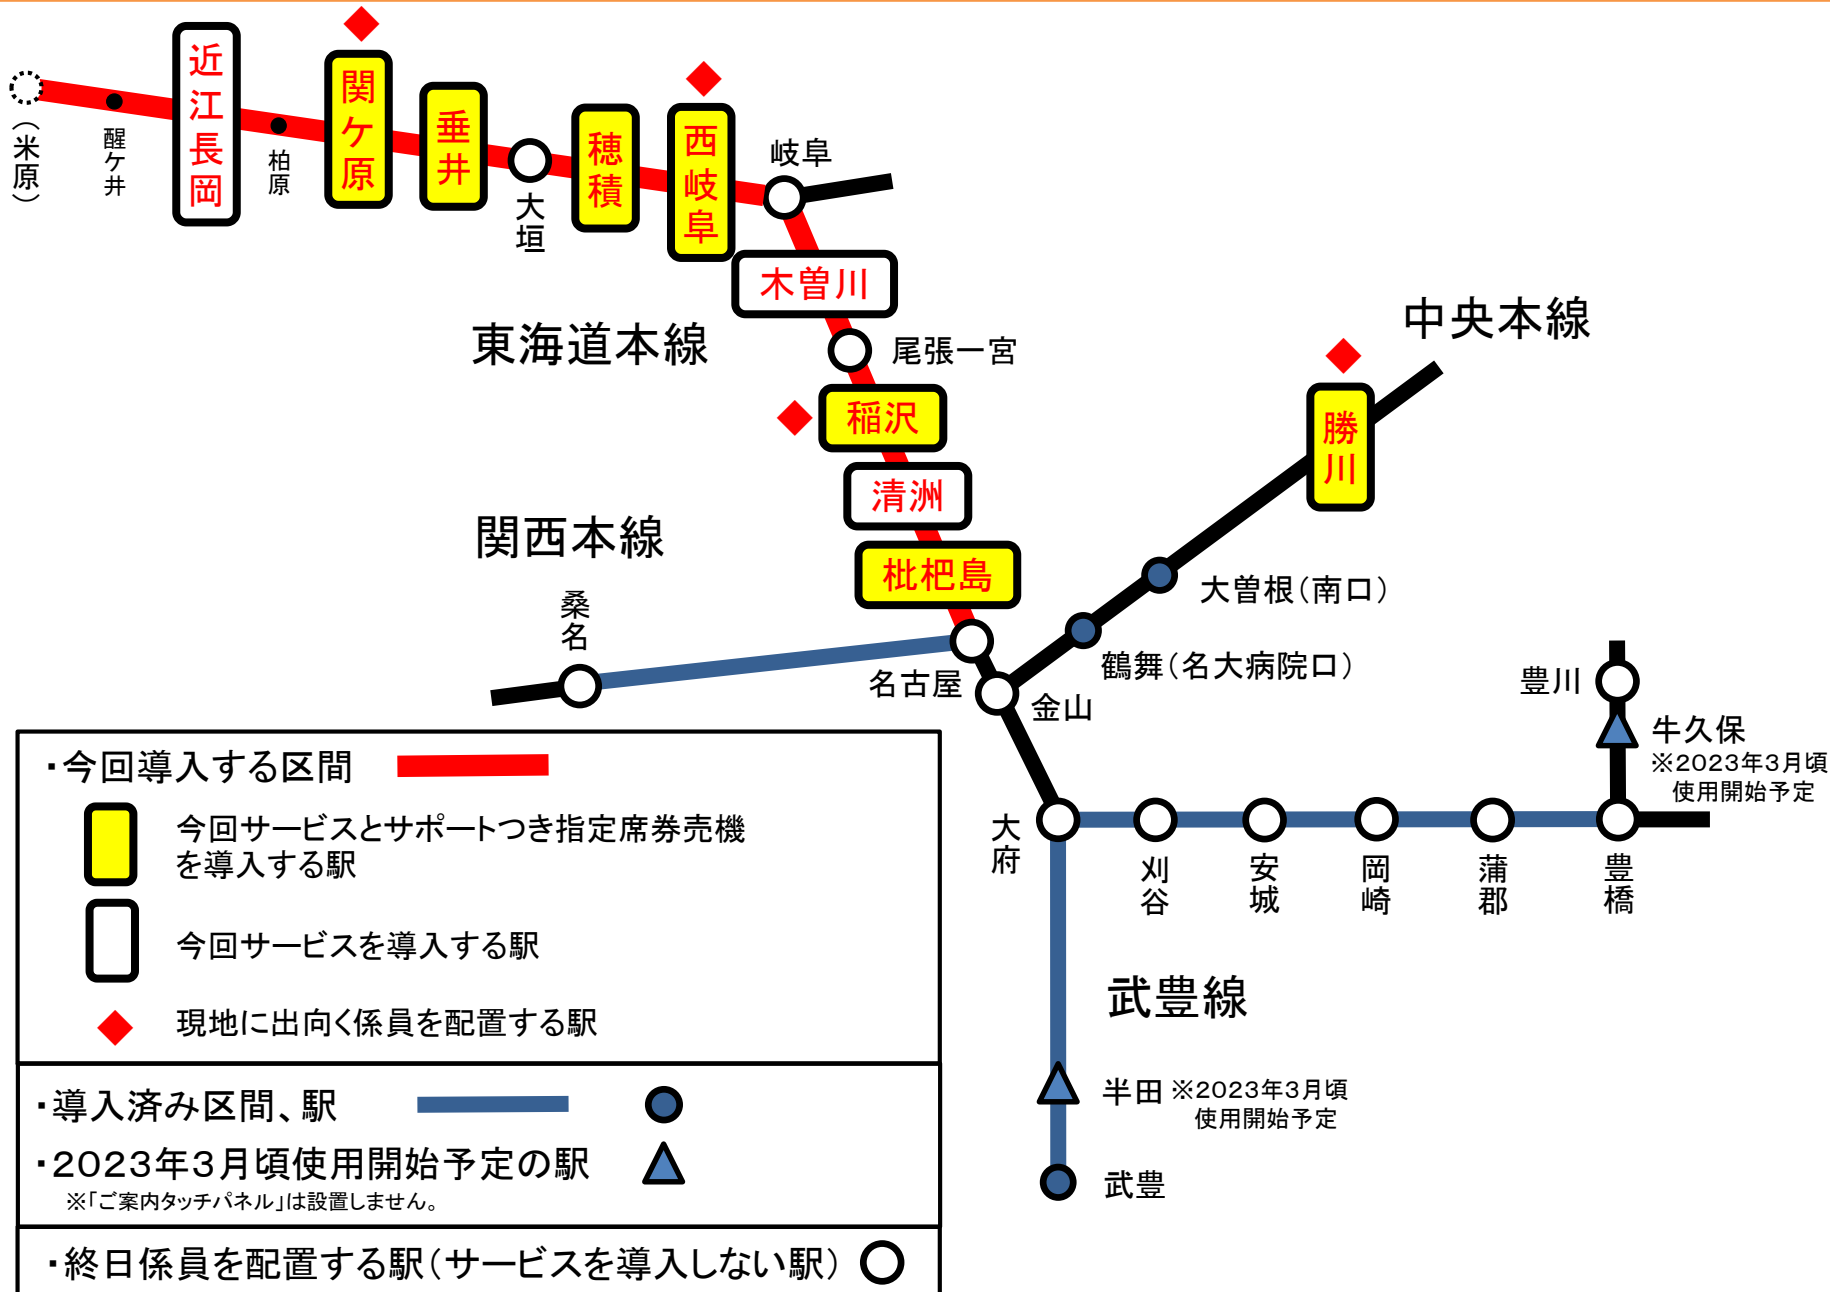 (米原)
醒ケ井
近江長岡
柏原
関ケ原
垂井
大垣
穂積
西岐阜
岐阜
木曽川
東海道本線
尾張一宮
中央本線
稲沢
勝川
清洲
関西本線
枇杷島
桑名
大曽根(南口)
鶴舞(名大病院口)
名古屋
金山
豊川
牛久保
※2023年3月頃
使用開始予定
大府
刈谷
安城
岡崎
蒲郡
豊橋
武豊線
半田 ※2023年3月頃
使用開始予定
武豊
・今回導入する区間
今回サービスとサポートつき指定席券売機
を導入する駅
今回サービスを導入する駅
現地に出向く係員を配置する駅
・導入済み区間、駅
・2023年3月頃使用開始予定の駅
※「ご案内タッチパネル」は設置しません。
・終日係員を配置する駅(サービスを導入しない駅)